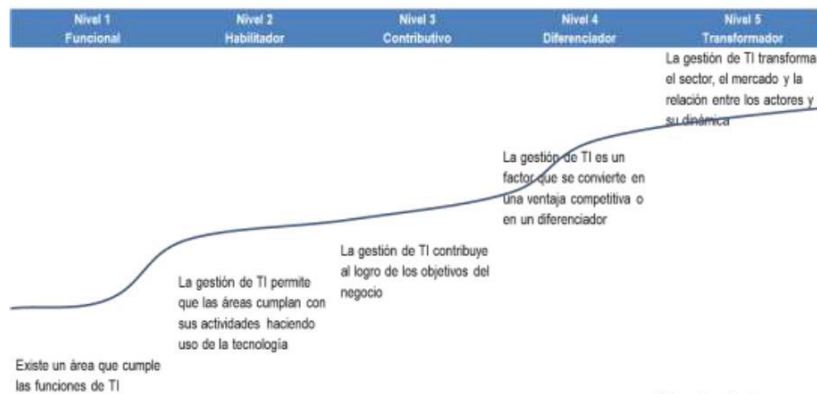 Nivel 1
Funcional
Nivel 2
Habilitador
Nivel 3
Contributivo
Nivel 4
Diferenciador
Nivel 5
Transformador
La gestión de TI transforma
el sector, el mercado y la
relación entre los actores y
su dinámica
La gestión de TI es un
factor que se convierte en
una ventaja competitiva o
en un diferenciador
La gestión de TI contribuye
al logro de los objetivos del
negocio
La gestión de TI permite
que las áreas cumplan con
sus actividades haciendo
uso de la tecnología
Existe un área que cumple
las funciones de TI